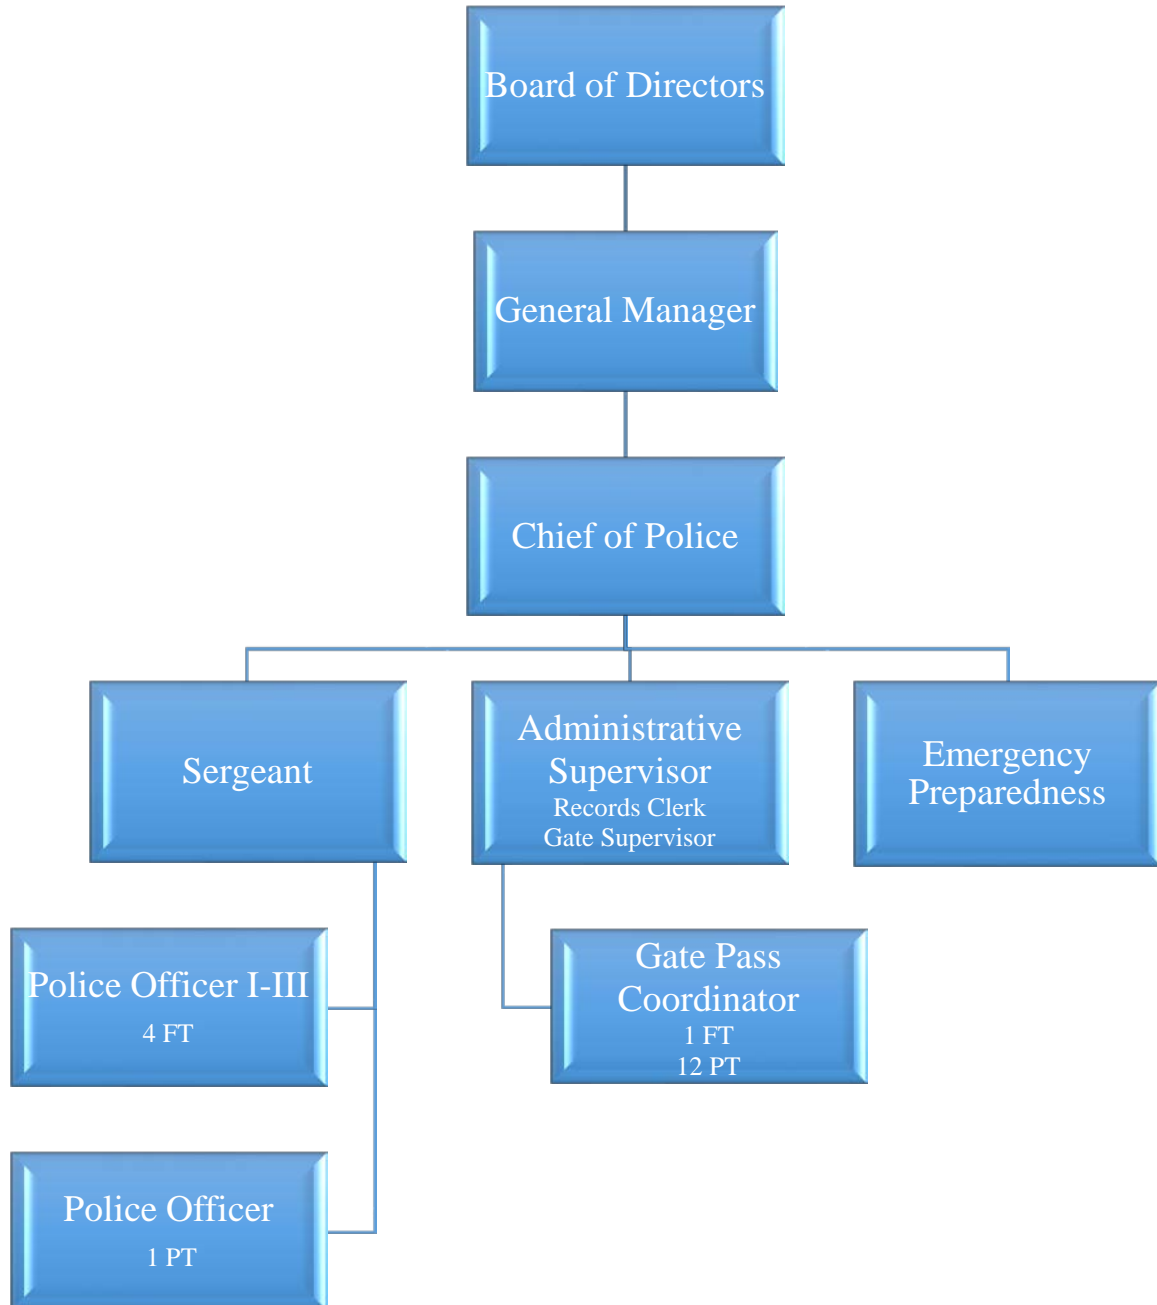 Board of Directors
General Manager
Chief of Police
Sergeant
Administrative
Supervisor
Records Clerk
Gate Supervisor
Emergency
Preparedness
Police Officer I-III
4 FT
Gate Pass
Coordinator
1 FT
12 PT
Police Officer
1 PT